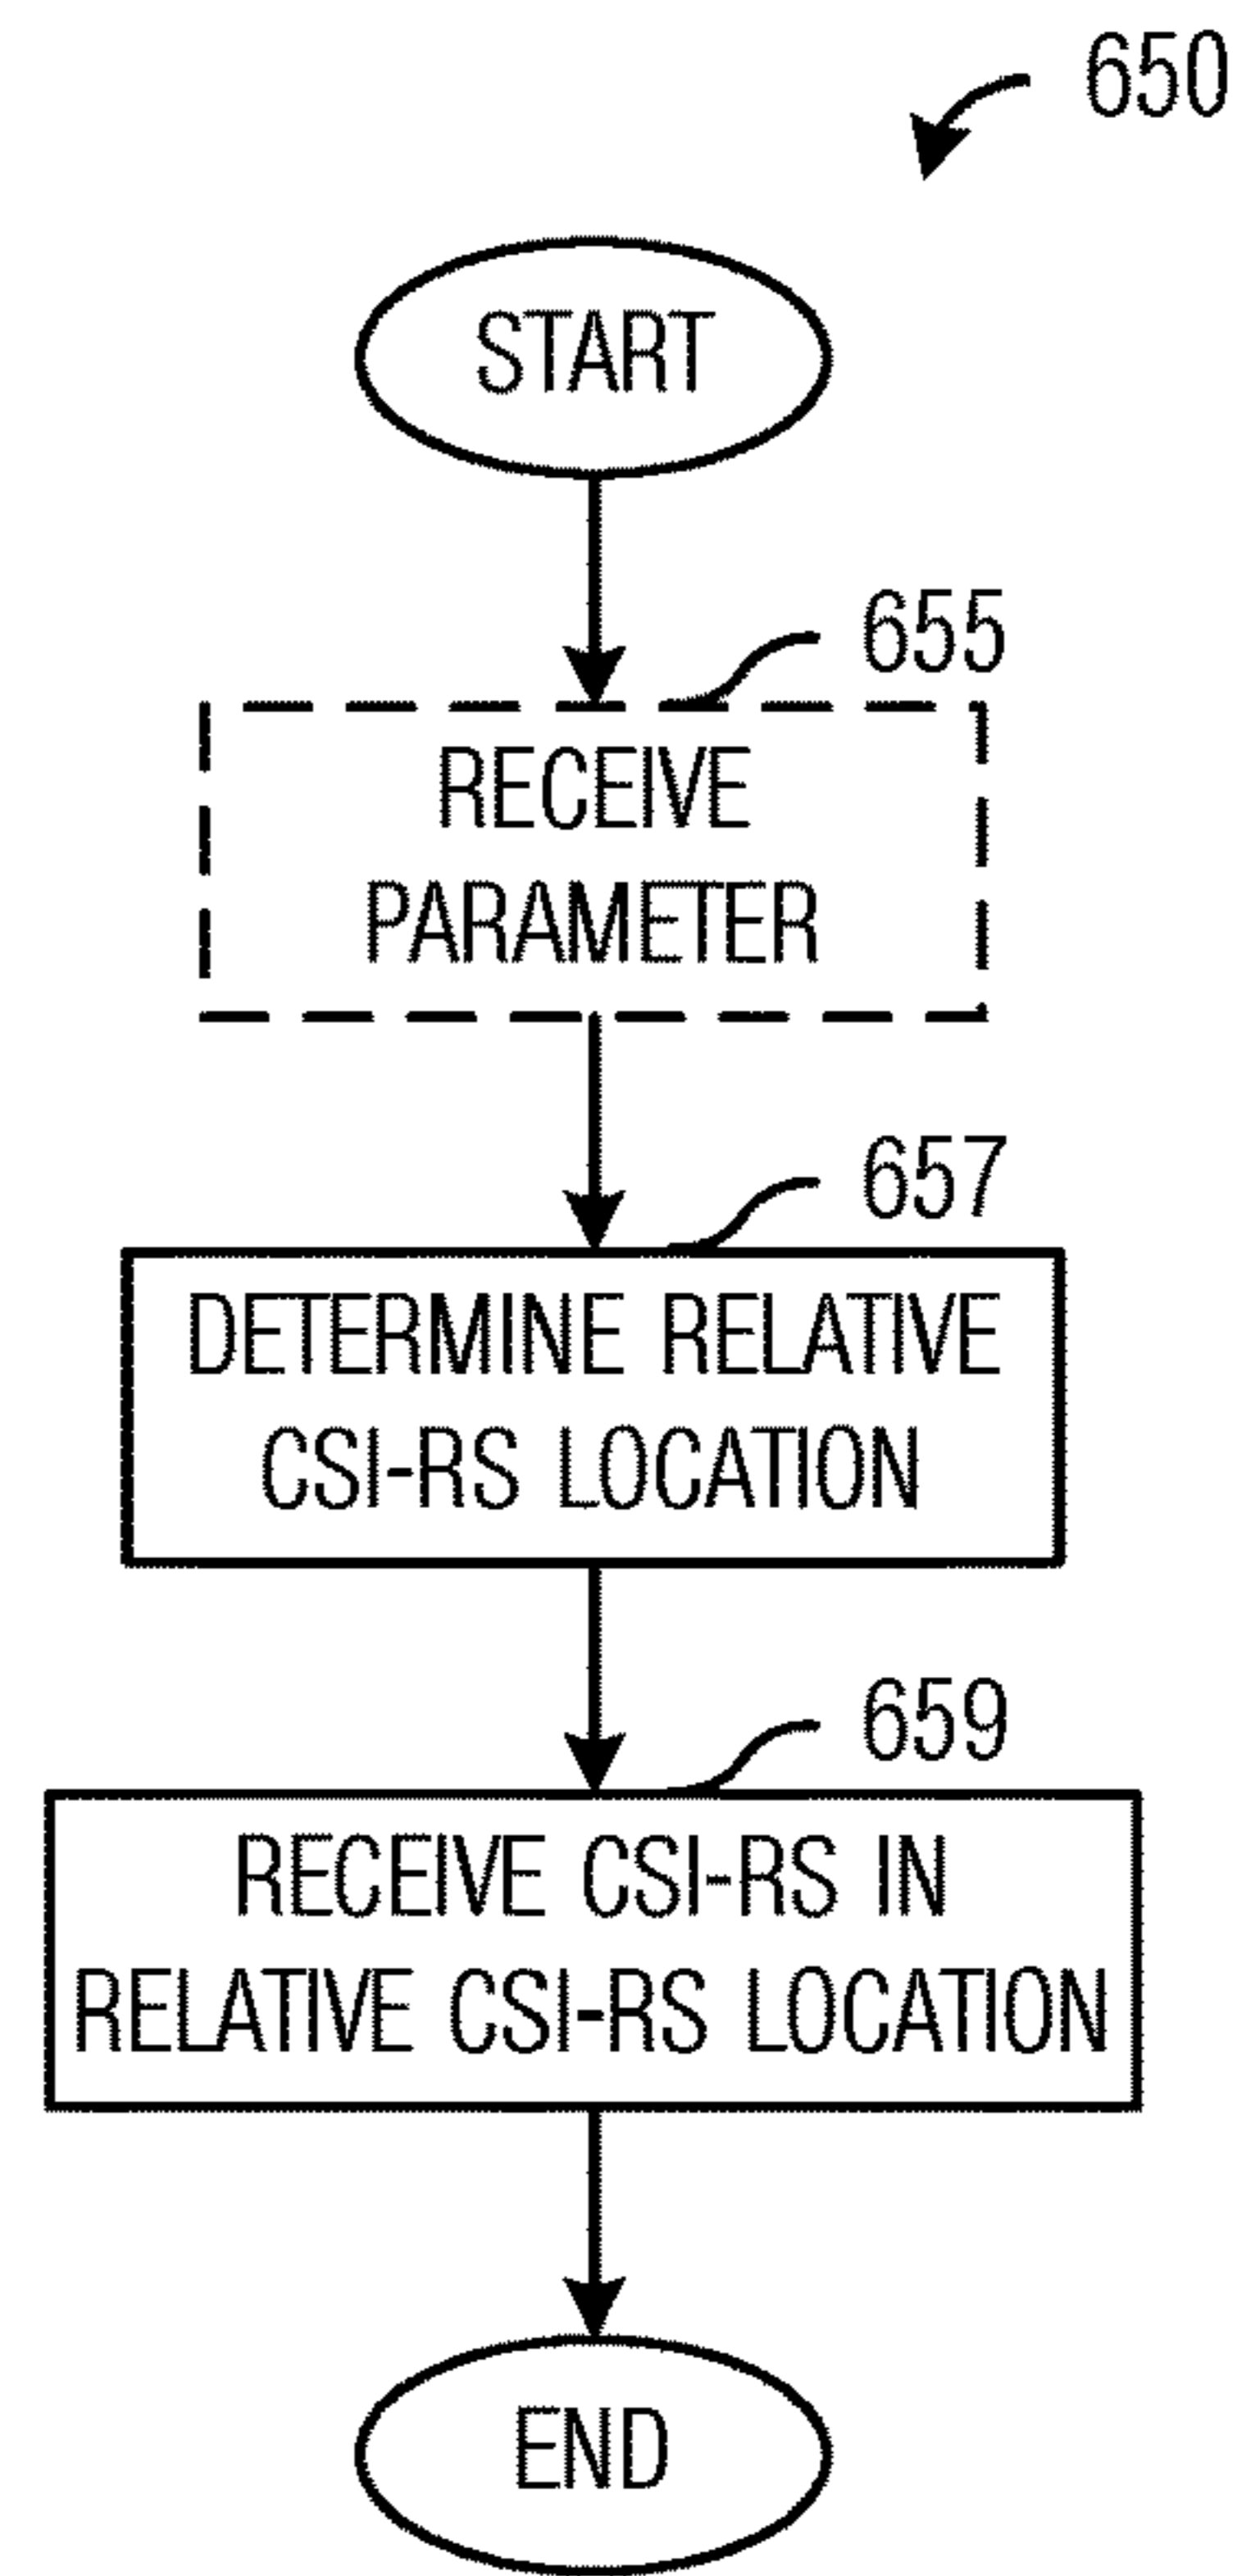 650
START
655
RECEIVE
PARAMETER
657
DETERMINE RELATIVE
CSI-RS LOCATION
659
RECEIVE CSI-RS IN
RELATIVE CSI-RS LOCATION
END